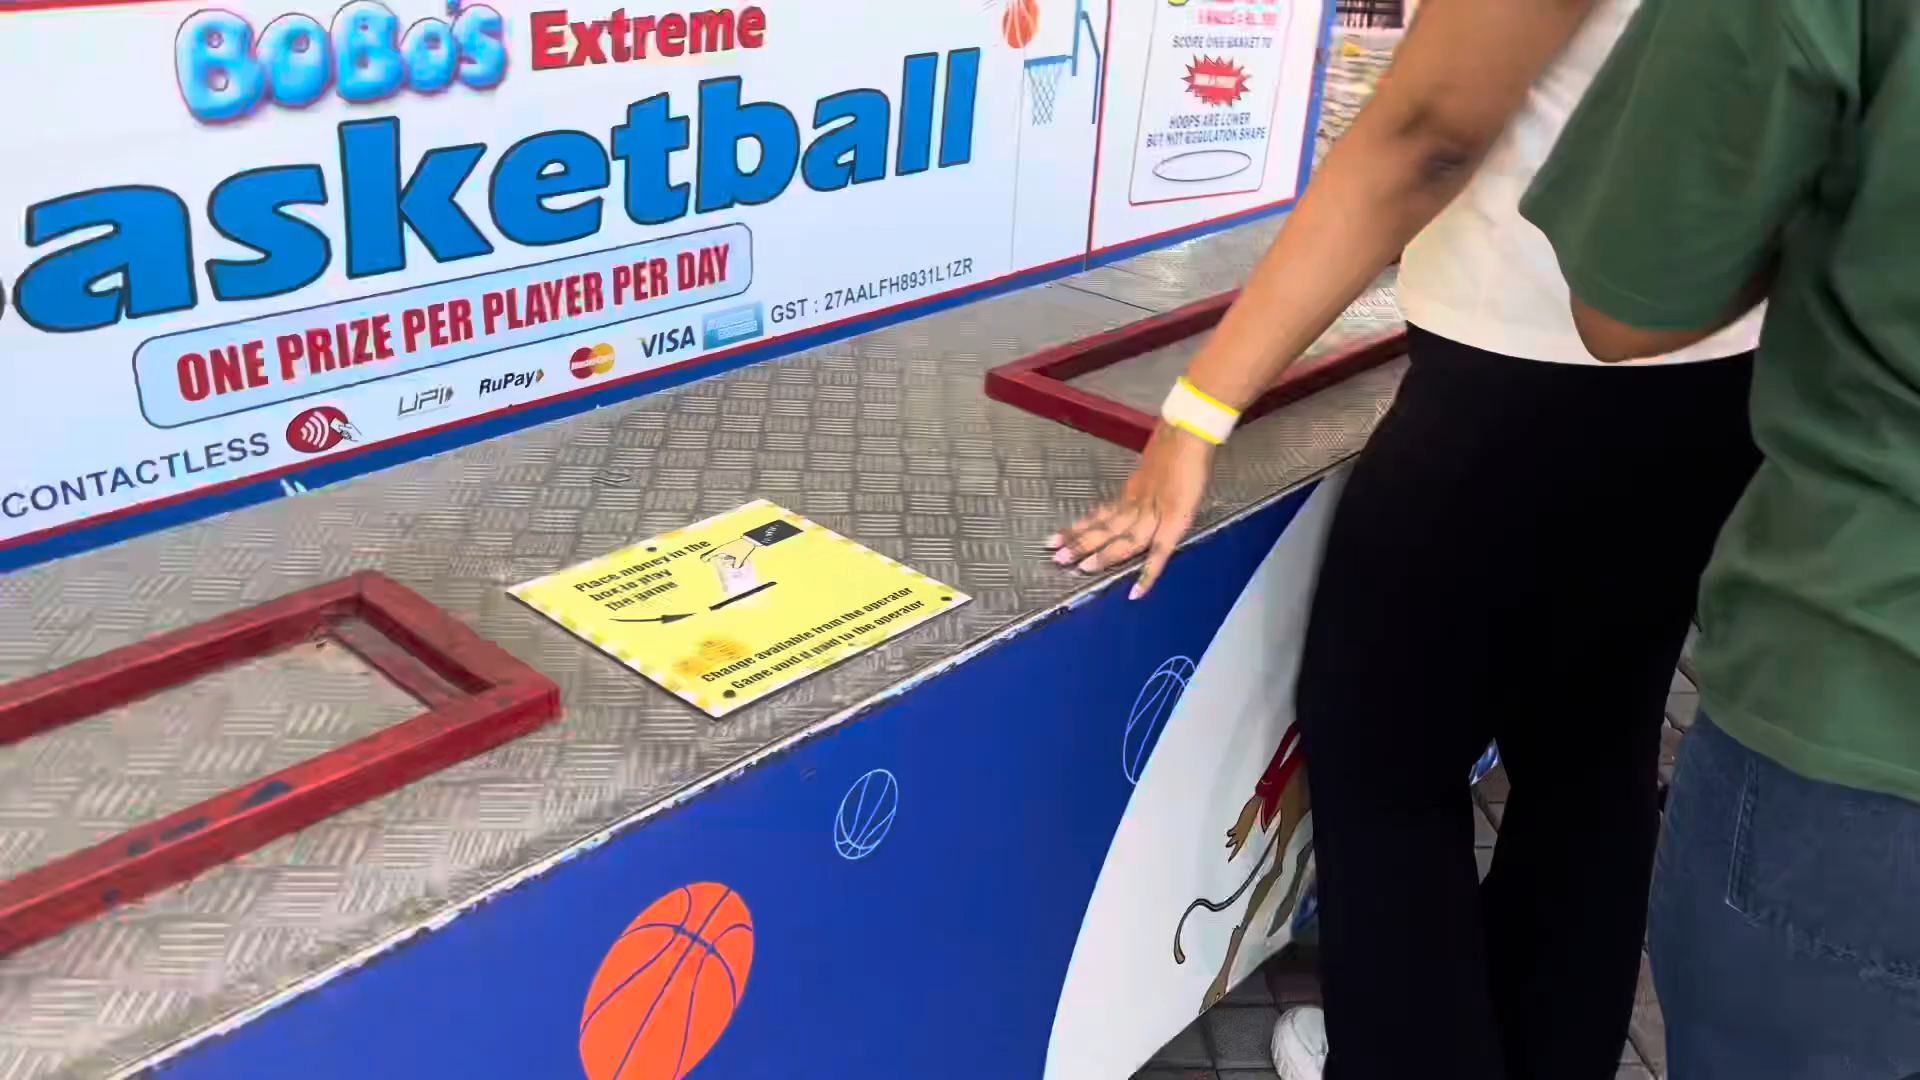 BoBo's Extreme
asketball
ONE PRIZE PER PLAYER PER DAY
CONTACTLESS UPI RuPay MasterCard VISA
GST : 27AALFH8931L1ZR
SCORE ONE BASKET TO
HOOPS ARE LOWER
BUT NOT REGULATION SHAPE
Place money in the
box to play
the game
Change available from the operator
Game void if paid to the operator